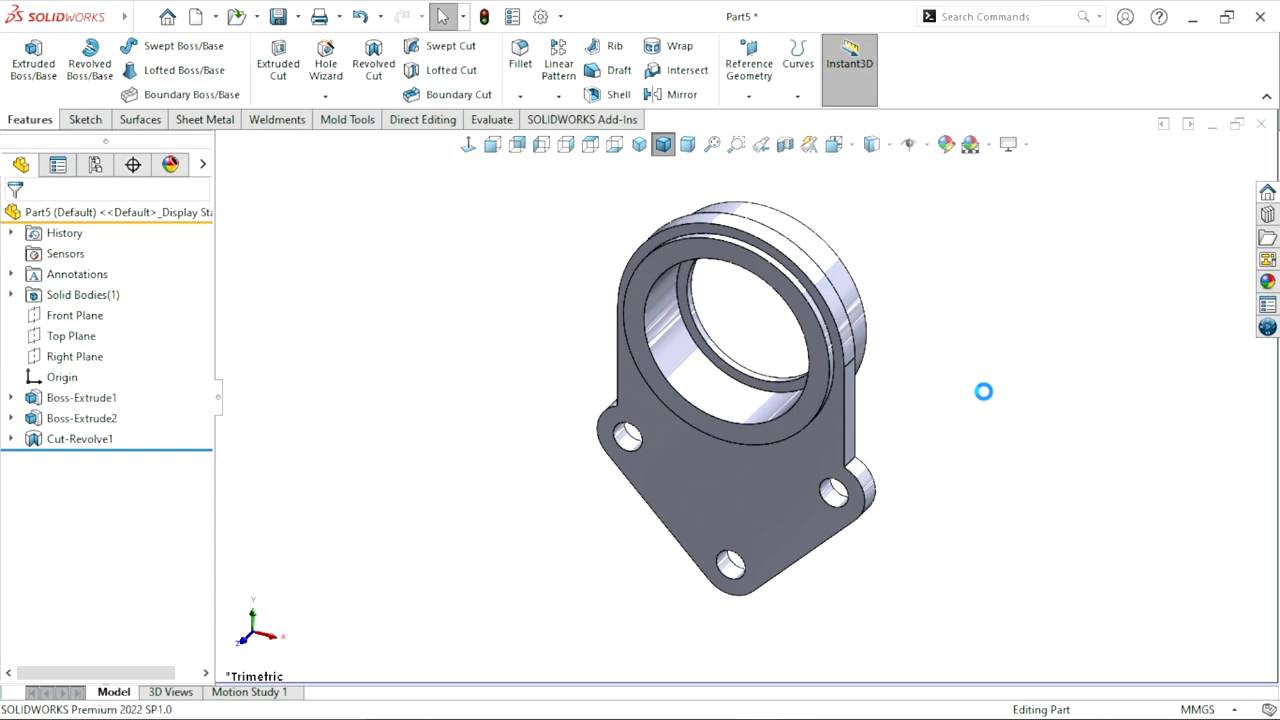 SOLIDWORKS
Part5 *
Search Commands
Extruded Boss/Base
Revolved Boss/Base
Swept Boss/Base
Lofted Boss/Base
Boundary Boss/Base
Extruded Cut
Hole Wizard
Revolved Cut
Swept Cut
Lofted Cut
Boundary Cut
Fillet
Linear Pattern
Rib
Draft
Shell
Wrap
Intersect
Mirror
Reference Geometry
Curves
Instant3D
Features Sketch Surfaces Sheet Metal Weldments Mold Tools Direct Editing Evaluate SOLIDWORKS Add-Ins
Part5 (Default) <<Default>_Display Sta
History
Sensors
Annotations
Solid Bodies(1)
Front Plane
Top Plane
Right Plane
Origin
Boss-Extrude1
Boss-Extrude2
Cut-Revolve1
Y
X
Z
*Trimetric
Model 3D Views Motion Study 1
SOLIDWORKS Premium 2022 SP1.0 Editing Part MMGS